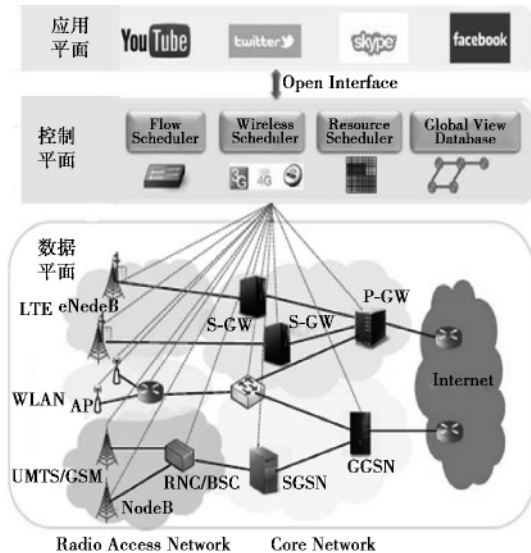 应用
平面
YouTube
twitter
skype
facebook
Open Interface
控制
平面
Flow
Scheduler
Wireless
Scheduler
Resource
Scheduler
Global View
Database
3G
4G
数据
平面
LTE eNedeB
S-GW
S-GW
P-GW
WLAN
AP
Internet
UMTS/GSM
RNC/BSC
SGSN
GGSN
NodeB
Radio Access Network
Core Network